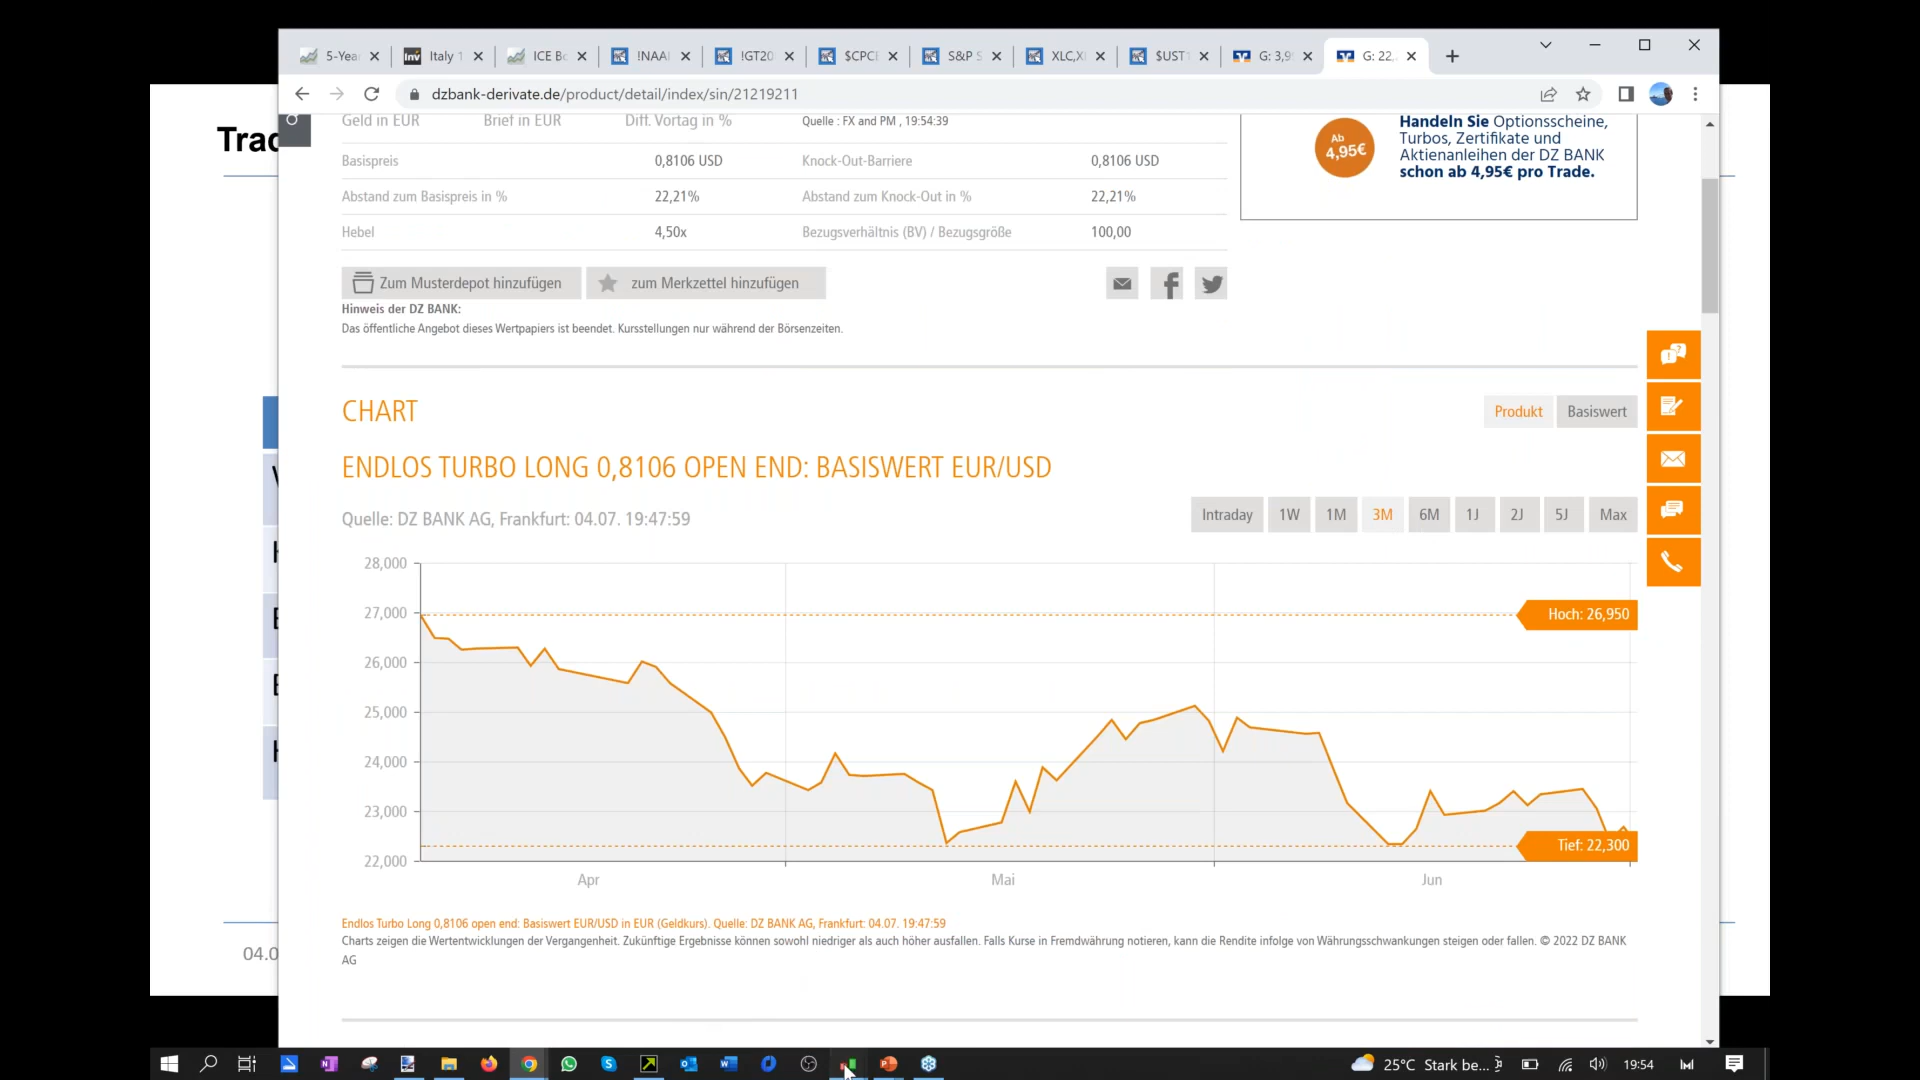 5-Yea
Italy 1
ICE Bo
!NAAI
!GT20
$CPCE
S&P S
XLC,XL
$UST1
G: 3,99
G: 22,
dzbank-derivate.de/product/detail/index/sin/21219211
Trad
Geld in EUR Brief in EUR Diff. Vortag in % Quelle : FX and PM , 19:54:39
Basispreis 0,8106 USD Knock-Out-Barriere 0,8106 USD
Abstand zum Basispreis in % 22,21% Abstand zum Knock-Out in % 22,21%
Hebel 4,50x Bezugsverhältnis (BV) / Bezugsgröße 100,00
Ab
4,95€
Handeln Sie Optionsscheine,
Turbos, Zertifikate und
Aktienanleihen der DZ BANK
schon ab 4,95€ pro Trade.
Zum Musterdepot hinzufügen zum Merkzettel hinzufügen
Hinweis der DZ BANK:
Das öffentliche Angebot dieses Wertpapiers ist beendet. Kursstellungen nur während der Börsenzeiten.
CHART
Produkt Basiswert
ENDLOS TURBO LONG 0,8106 OPEN END: BASISWERT EUR/USD
Quelle: DZ BANK AG, Frankfurt: 04.07. 19:47:59
Intraday 1W 1M 3M 6M 1J 2J 5J Max
28,000
27,000
Hoch: 26,950
26,000
25,000
24,000
23,000
Tief: 22,300
22,000
Apr Mai Jun
Endlos Turbo Long 0,8106 open end: Basiswert EUR/USD in EUR (Geldkurs). Quelle: DZ BANK AG, Frankfurt: 04.07. 19:47:59
Charts zeigen die Wertentwicklungen der Vergangenheit. Zukünftige Ergebnisse können sowohl niedriger als auch höher ausfallen. Falls Kurse in Fremdwährung notieren, kann die Rendite infolge von Währungsschwankungen steigen oder fallen. © 2022 DZ BANK
AG
04.0
25°C Stark be... 19:54